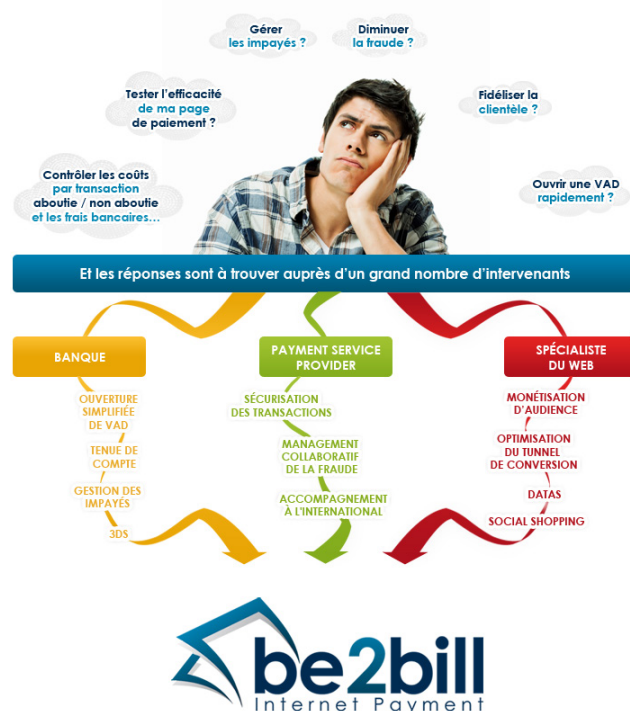 Gérer
les impayés ?
Diminuer
la fraude ?
Tester l'efficacité
de ma page
de paiement ?
Fidéliser la
clientèle ?
Contrôler les coûts
par transaction
aboutie / non aboutie
et les frais bancaires...
Ouvrir une VAD
rapidement ?
Et les réponses sont à trouver auprès d'un grand nombre d'intervenants
BANQUE
OUVERTURE
SIMPLIFIÉE
DE VAD
TENUE DE
COMPTE
GESTION DES
IMPAYÉS
3DS
PAYMENT SERVICE
PROVIDER
SÉCURISATION
DES TRANSACTIONS
MANAGEMENT
COLLABORATIF
DE LA FRAUDE
ACCOMPAGNEMENT
À L'INTERNATIONAL
SPÉCIALISTE
DU WEB
MONÉTISATION
D'AUDIENCE
OPTIMISATION
DU TUNNEL
DE CONVERSION
DATAS
SOCIAL SHOPPING
be2bill
Internet Payment